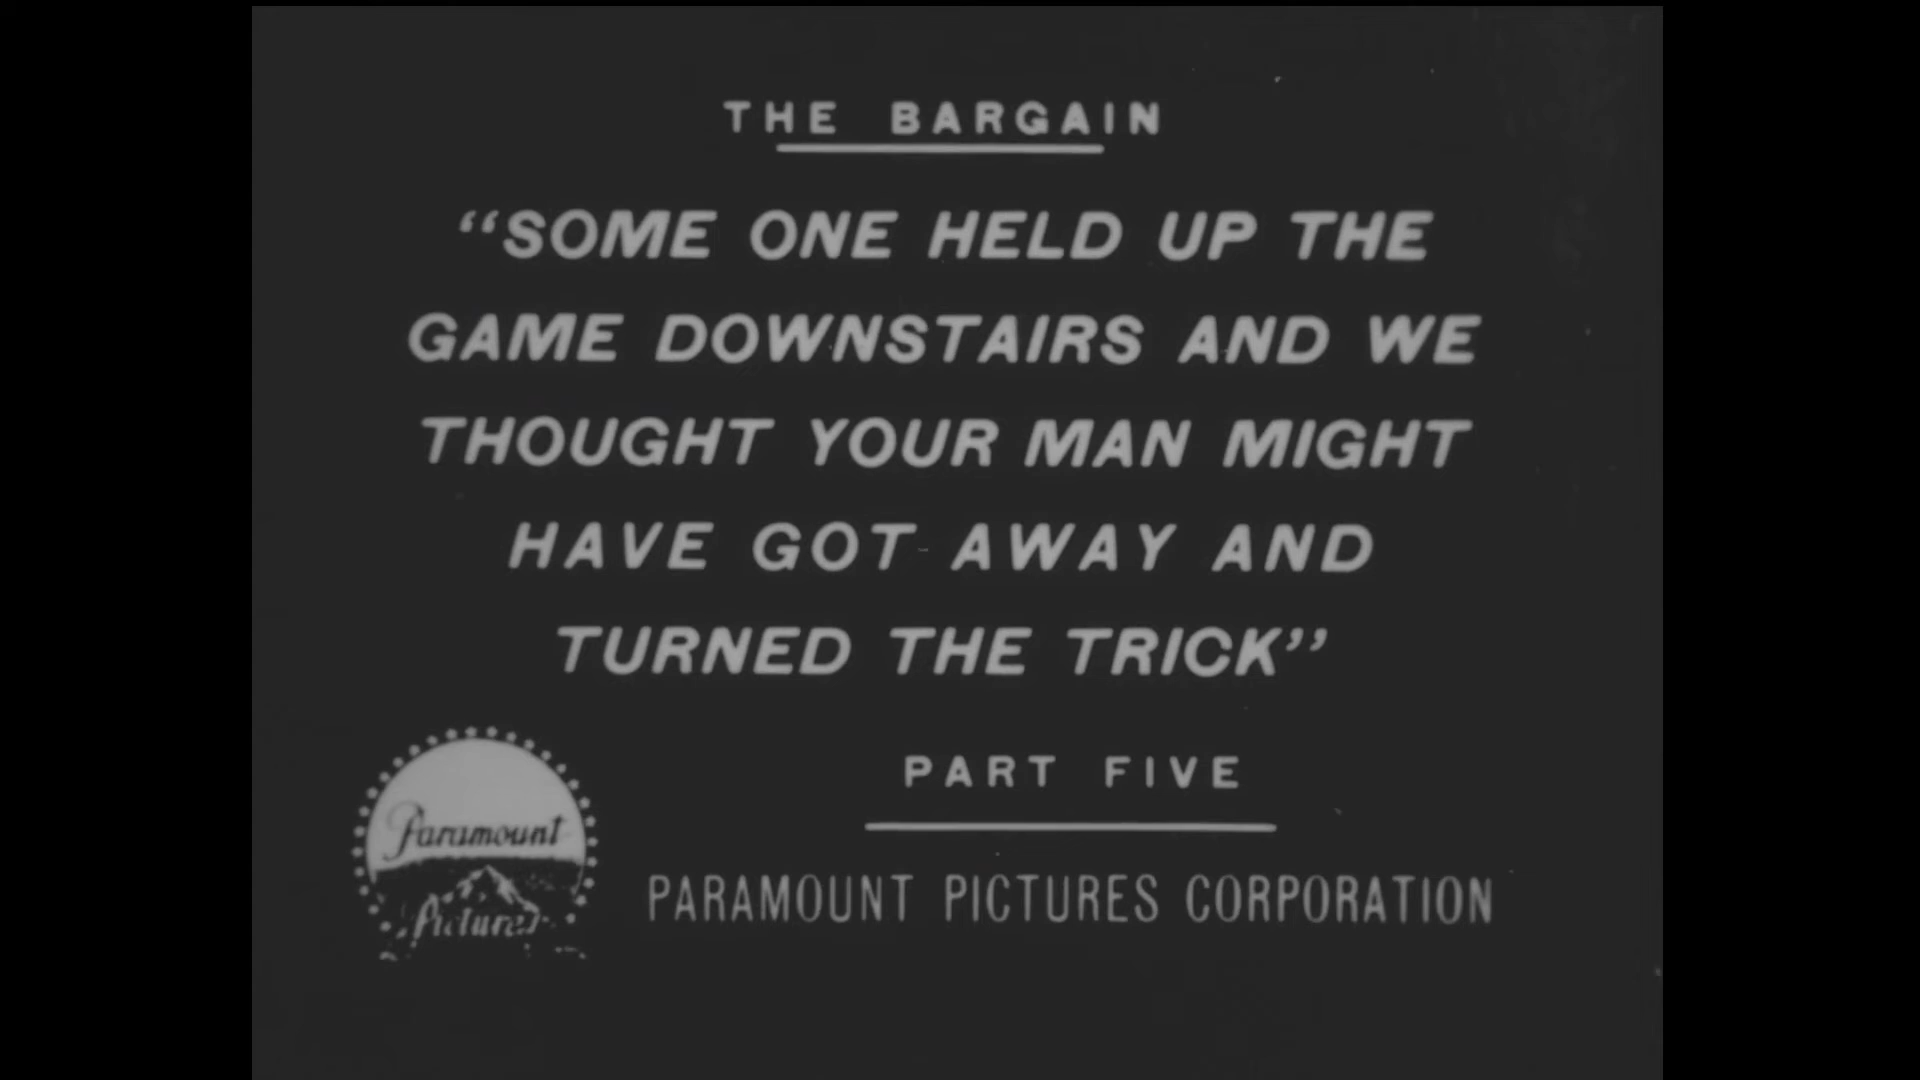 THE BARGAIN
"SOME ONE HELD UP THE
GAME DOWNSTAIRS AND WE
THOUGHT YOUR MAN MIGHT
HAVE GOT AWAY AND
TURNED THE TRICK"
PART FIVE
Paramount
Pictures
PARAMOUNT PICTURES CORPORATION